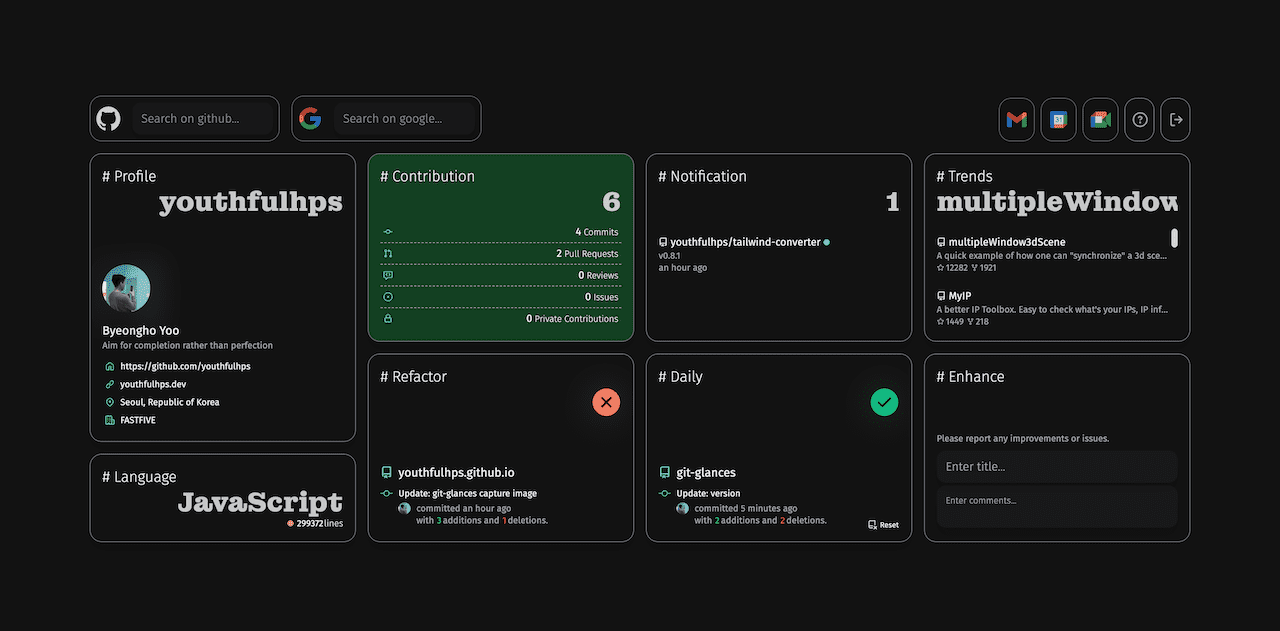 Search on github...
Search on google...
31
# Profile
youthfulhps
Byeongho Yoo
Aim for completion rather than perfection
https://github.com/youthfulhps
youthfulhps.dev
Seoul, Republic of Korea
FASTFIVE
# Language
JavaScript
299372 lines
# Contribution
6
4 Commits
2 Pull Requests
0 Reviews
0 Issues
0 Private Contributions
# Refactor
youthfulhps.github.io
Update: git-glances capture image
committed an hour ago
with 3 additions and 1 deletions.
# Notification
1
youthfulhps/tailwind-converter
v0.8.1
an hour ago
# Daily
git-glances
Update: version
committed 5 minutes ago
with 2 additions and 2 deletions.
Reset
# Trends
multipleWindow
multipleWindow3dScene
A quick example of how one can "synchronize" a 3d sce...
12282 1921
MyIP
A better IP Toolbox. Easy to check what's your IPs, IP inf...
1449 218
# Enhance
Please report any improvements or issues.
Enter title...
Enter comments...